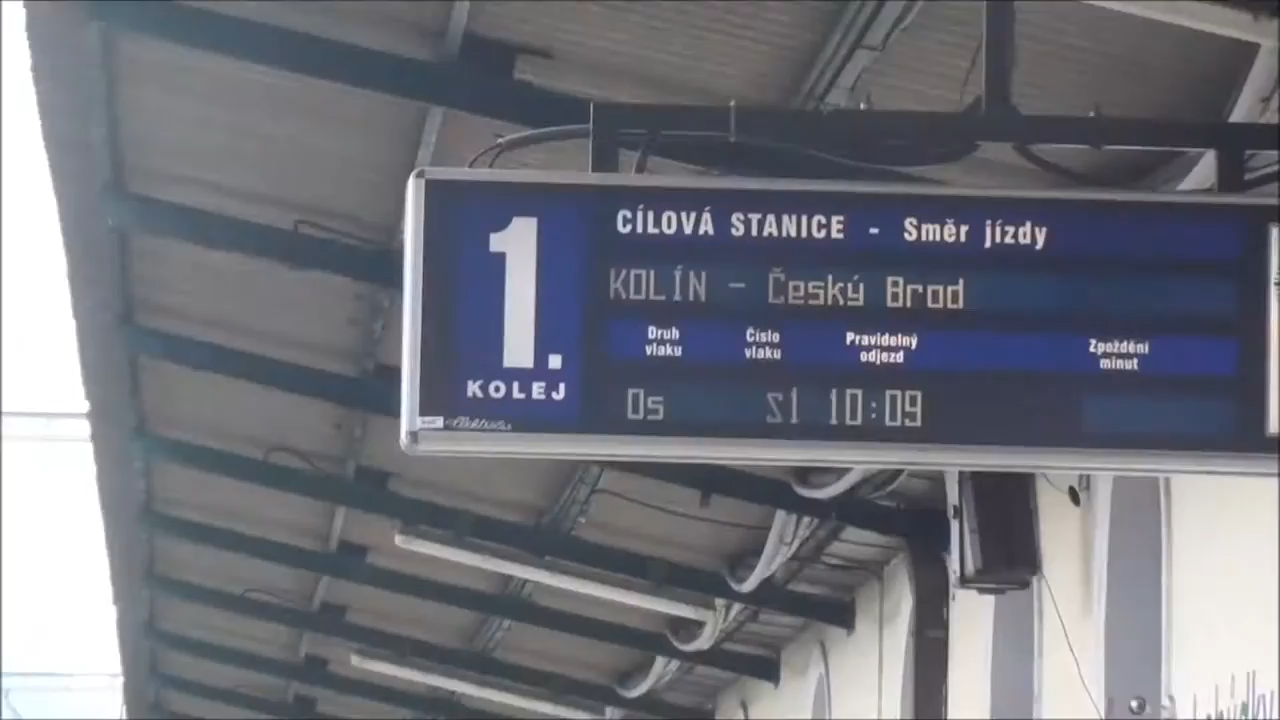 1.
KOLEJ
CÍLOVÁ STANICE - Směr jízdy
KOLÍN - Český Brod
Druh vlaku
Číslo vlaku
Pravidelný odjezd
Zpoždění minut
Os S1 10:09